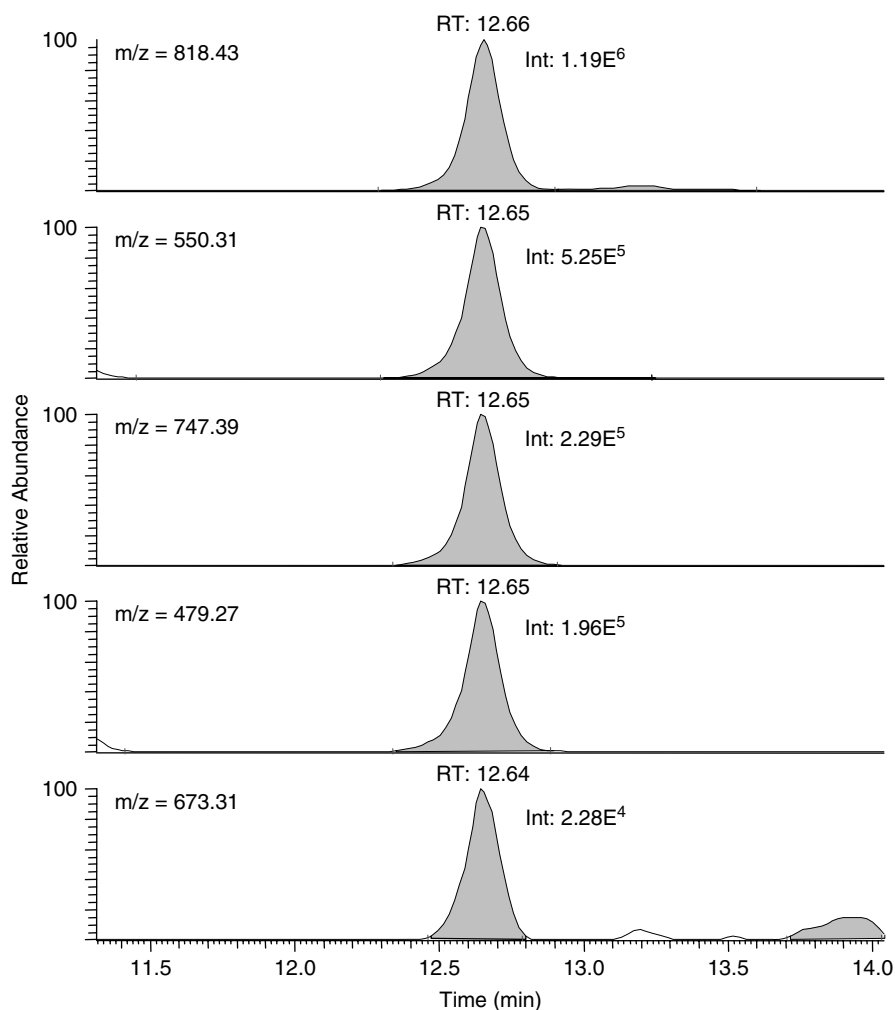 RT: 12.66
100
m/z = 818.43
Int: 1.19E⁶
RT: 12.65
100
m/z = 550.31
Int: 5.25E⁵
RT: 12.65
100
m/z = 747.39
Int: 2.29E⁵
Relative Abundance
RT: 12.65
100
m/z = 479.27
Int: 1.96E⁵
RT: 12.64
100
m/z = 673.31
Int: 2.28E⁴
11.5 12.0 12.5 13.0 13.5 14.0
Time (min)